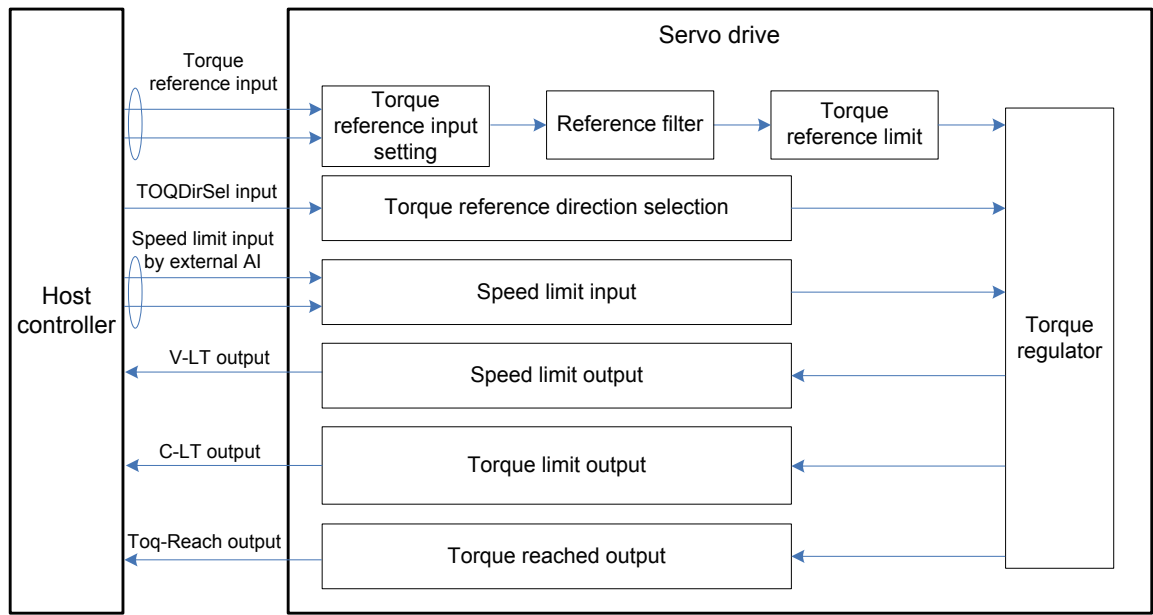 Servo drive
Torque
reference input
Torque
reference input
setting
Reference filter
Torque
reference limit
TOQDirSel input
Torque reference direction selection
Speed limit input
by external AI
Speed limit input
Host
controller
Torque
regulator
V-LT output
Speed limit output
C-LT output
Torque limit output
Toq-Reach output
Torque reached output